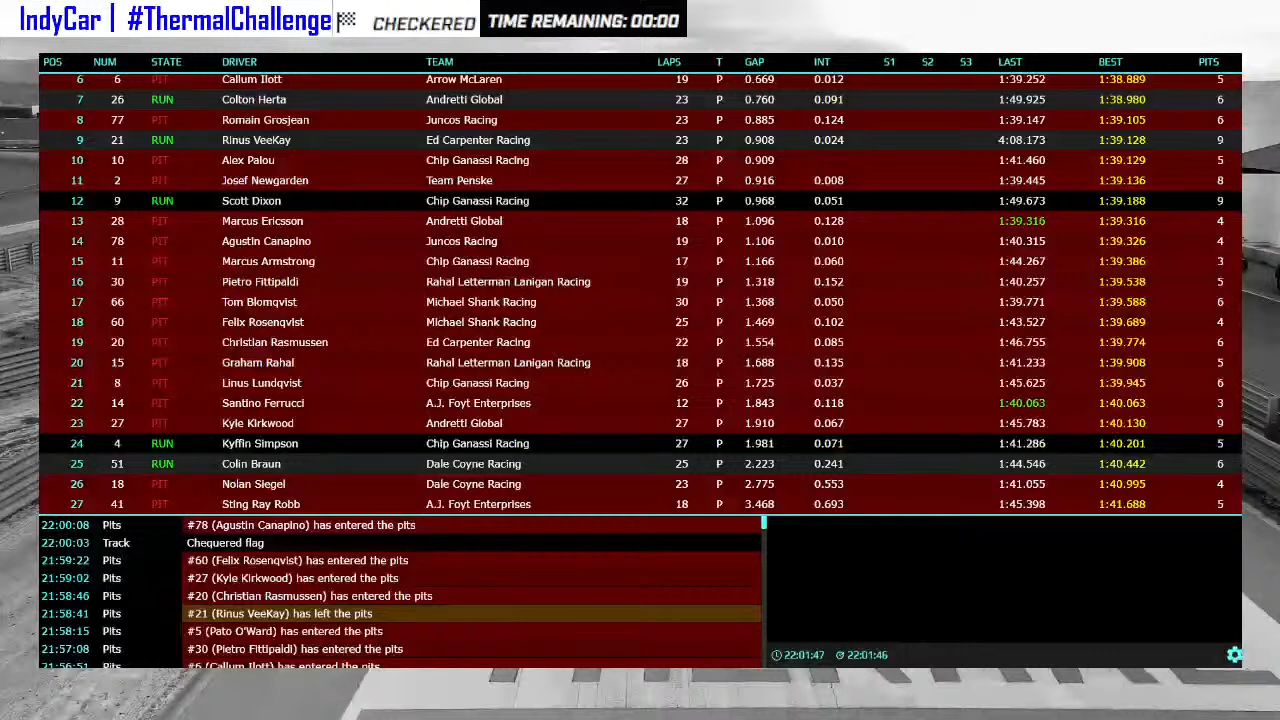 IndyCar | #ThermalChallenge CHECKERED TIME REMAINING: 00:00
POS NUM STATE DRIVER TEAM LAPS T GAP INT S1 S2 S3 LAST BEST PITS
6 6 PIT Callum Ilott Arrow McLaren 19 P 0.669 0.012 1:39.252 1:38.889 5
7 26 RUN Colton Herta Andretti Global 23 P 0.760 0.091 1:49.925 1:38.980 6
8 77 PIT Romain Grosjean Juncos Racing 23 P 0.885 0.124 1:39.147 1:39.105 6
9 21 RUN Rinus VeeKay Ed Carpenter Racing 23 P 0.908 0.024 4:08.173 1:39.128 9
10 10 PIT Alex Palou Chip Ganassi Racing 28 P 0.909 1:41.460 1:39.129 5
11 2 PIT Josef Newgarden Team Penske 27 P 0.916 0.008 1:39.445 1:39.136 8
12 9 RUN Scott Dixon Chip Ganassi Racing 32 P 0.968 0.051 1:49.673 1:39.188 9
13 28 PIT Marcus Ericsson Andretti Global 18 P 1.096 0.128 1:39.316 1:39.316 4
14 78 PIT Agustin Canapino Juncos Racing 19 P 1.106 0.010 1:40.315 1:39.326 4
15 11 PIT Marcus Armstrong Chip Ganassi Racing 17 P 1.166 0.060 1:44.267 1:39.386 3
16 30 PIT Pietro Fittipaldi Rahal Letterman Lanigan Racing 19 P 1.318 0.152 1:40.257 1:39.538 5
17 66 PIT Tom Blomqvist Michael Shank Racing 30 P 1.368 0.050 1:39.771 1:39.588 6
18 60 PIT Felix Rosenqvist Michael Shank Racing 25 P 1.469 0.102 1:43.527 1:39.689 4
19 20 PIT Christian Rasmussen Ed Carpenter Racing 22 P 1.554 0.085 1:46.755 1:39.774 6
20 15 PIT Graham Rahal Rahal Letterman Lanigan Racing 18 P 1.688 0.135 1:41.233 1:39.908 5
21 8 PIT Linus Lundqvist Chip Ganassi Racing 26 P 1.725 0.037 1:45.625 1:39.945 6
22 14 PIT Santino Ferrucci A.J. Foyt Enterprises 12 P 1.843 0.118 1:40.063 1:40.063 3
23 27 PIT Kyle Kirkwood Andretti Global 27 P 1.910 0.067 1:45.783 1:40.130 9
24 4 RUN Kyffin Simpson Chip Ganassi Racing 27 P 1.981 0.071 1:41.286 1:40.201 5
25 51 RUN Colin Braun Dale Coyne Racing 25 P 2.223 0.241 1:44.546 1:40.442 6
26 18 PIT Nolan Siegel Dale Coyne Racing 23 P 2.775 0.553 1:41.055 1:40.995 4
27 41 PIT Sting Ray Robb A.J. Foyt Enterprises 18 P 3.468 0.693 1:45.398 1:41.688 5
22:00:08 Pits #78 (Agustin Canapino) has entered the pits
22:00:03 Track Chequered flag
21:59:22 Pits #60 (Felix Rosenqvist) has entered the pits
21:59:02 Pits #27 (Kyle Kirkwood) has entered the pits
21:58:46 Pits #20 (Christian Rasmussen) has entered the pits
21:58:41 Pits #21 (Rinus VeeKay) has left the pits
21:58:15 Pits #5 (Pato O'Ward) has entered the pits
21:57:08 Pits #30 (Pietro Fittipaldi) has entered the pits
21:56:51 Pits #6 (Callum Ilott) has entered the pits
22:01:47 22:01:46